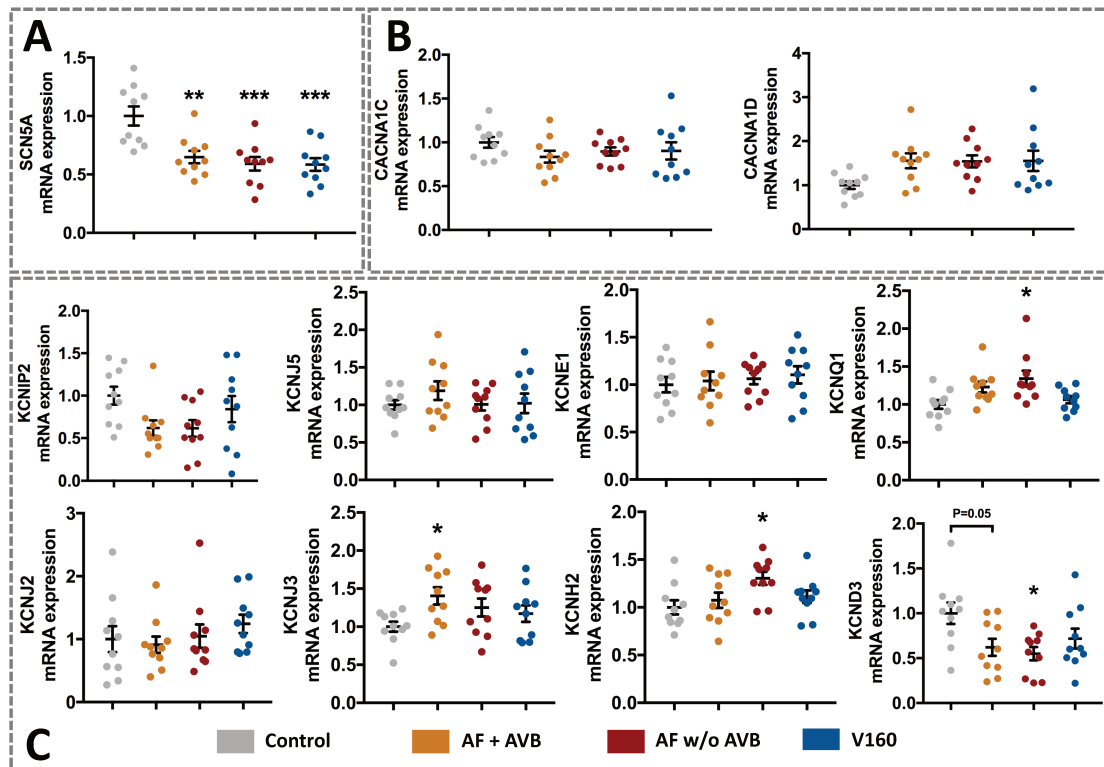 A
SCN5A
mRNA expression
1.5
1.0
0.5
0.0
**
***
***
B
CACNA1C
mRNA expression
2.0
1.5
1.0
0.5
0.0
CACNA1D
mRNA expression
4
3
2
1
0
KCNIP2
mRNA expression
2.0
1.5
1.0
0.5
0.0
KCNJ5
mRNA expression
2.5
2.0
1.5
1.0
0.5
0.0
KCNE1
mRNA expression
2.0
1.5
1.0
0.5
0.0
KCNQ1
mRNA expression
2.5
2.0
1.5
1.0
0.5
0.0
*
KCNJ2
mRNA expression
3
2
1
0
KCNJ3
mRNA expression
2.5
2.0
1.5
1.0
0.5
0.0
*
KCNH2
mRNA expression
2.0
1.5
1.0
0.5
0.0
*
KCND3
mRNA expression
2.0
1.5
1.0
0.5
0.0
P=0.05
*
C
Control
AF + AVB
AF w/o AVB
V160